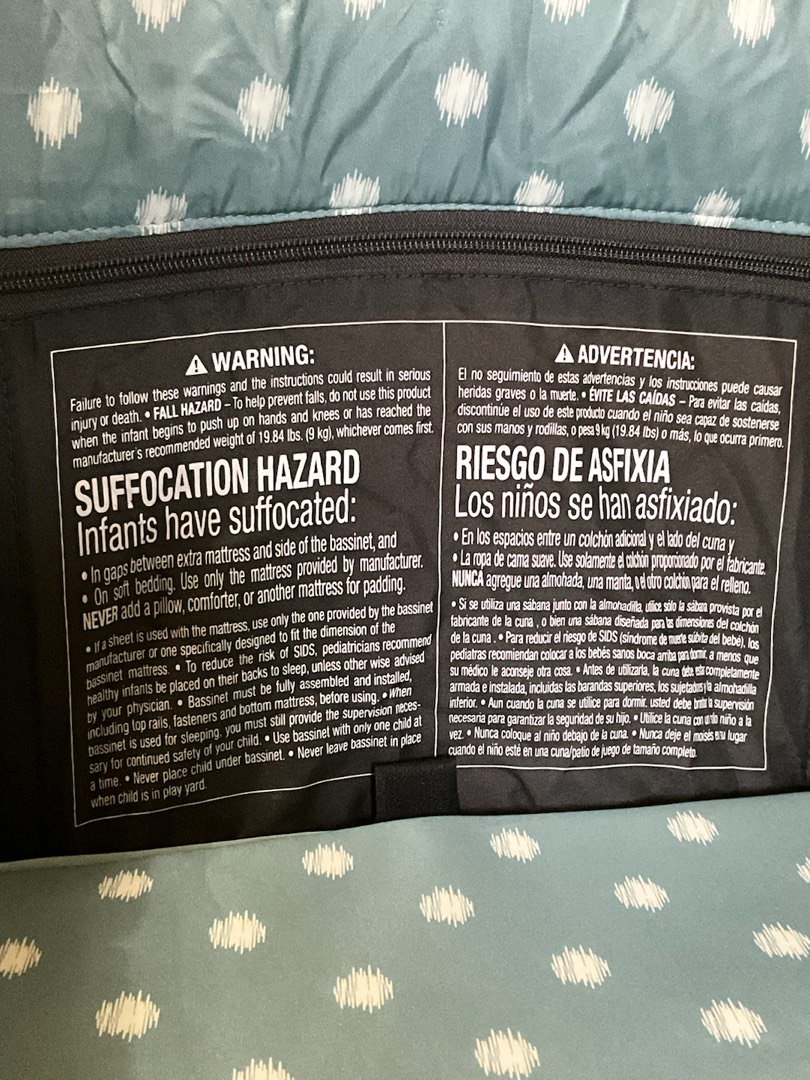 ⚠ WARNING:
Failure to follow these warnings and the instructions could result in serious
injury or death. • FALL HAZARD – To help prevent falls, do not use this product
when the infant begins to push up on hands and knees or has reached the
manufacturer's recommended weight of 19.84 lbs. (9 kg), whichever comes first.
SUFFOCATION HAZARD
Infants have suffocated:
• In gaps between extra mattress and side of the bassinet, and
• On soft bedding. Use only the mattress provided by manufacturer.
NEVER add a pillow, comforter, or another mattress for padding.
• If a sheet is used with the mattress, use only the one provided by the bassinet
manufacturer or one specifically designed to fit the dimension of the
bassinet mattress. • To reduce the risk of SIDS, pediatricians recommend
healthy infants be placed on their backs to sleep, unless other wise advised
by your physician. • Bassinet must be fully assembled and installed,
including top rails, fasteners and bottom mattress, before using. • When
bassinet is used for sleeping, you must still provide the supervision neces-
sary for continued safety of your child. • Use bassinet with only one child at
a time. • Never place child under bassinet. • Never leave bassinet in place
when child is in play yard.
⚠ ADVERTENCIA:
El no seguimiento de estas advertencias y los instrucciones puede causar
heridas graves o la muerte. • ÉVITE LAS CAÍDAS – Para evitar las caídas,
discontinúe el uso de este producto cuando el niño sea capaz de sostenerse
con sus manos y rodillas, o pesa 9 kg (19.84 lbs) o más, lo que ocurra primero.
RIESGO DE ASFIXIA
Los niños se han asfixiado:
• En los espacios entre un colchón adicional y el lado del cuna y
• La ropa de cama suave. Use solamente el colchón proporcionado por el fabricante.
NUNCA agregue una almohada, una manta, u el otro colchón para el relleno.
• Si se utiliza una sábana junto con la almohadilla, utilice sólo la sábana provista por el
fabricante de la cuna , o bien una sábana diseñada para las dimensiones del colchón
de la cuna . • Para reducir el riesgo de SIDS (síndrome de muerte súbita del bebé), los
pediatras recomiendan colocar a los bebés sanos boca arriba para dormir, a menos que
su médico le aconseje otra cosa. • Antes de utilizarla, la cuna debe estar completamente
armada e instalada, incluidas las barandas superiores, los sujetadores y la almohadilla
inferior. • Aun cuando la cuna se utilice para dormir, usted debe brindar la supervisión
necesaria para garantizar la seguridad de su hijo. • Utilice la cuna con un solo niño a la
vez. • Nunca coloque al niño debajo de la cuna. • Nunca deje el moisés en su lugar
cuando el niño esté en una cuna/patio de juego de tamaño completo.